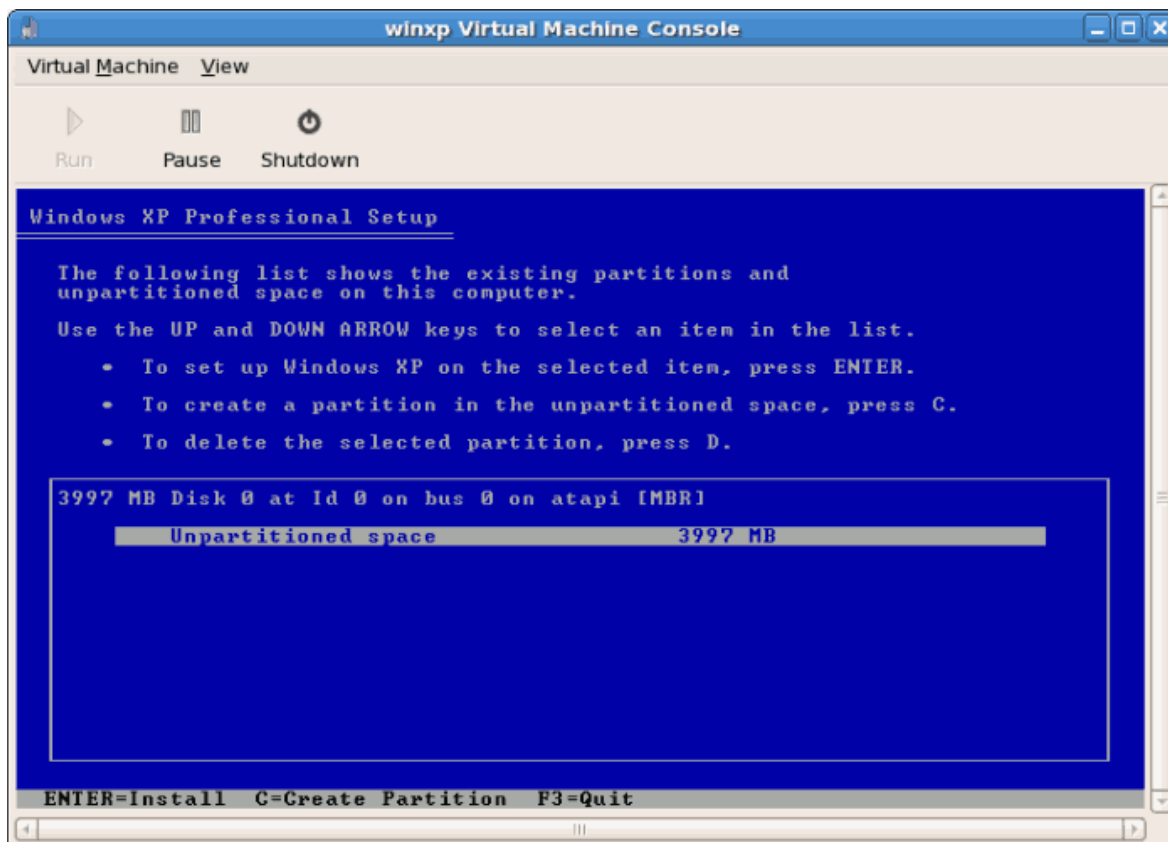 winxp Virtual Machine Console
Virtual Machine View
Run Pause Shutdown
Windows XP Professional Setup
The following list shows the existing partitions and
unpartitioned space on this computer.
Use the UP and DOWN ARROW keys to select an item in the list.
• To set up Windows XP on the selected item, press ENTER.
• To create a partition in the unpartitioned space, press C.
• To delete the selected partition, press D.
3997 MB Disk 0 at Id 0 on bus 0 on atapi [MBR]
Unpartitioned space 3997 MB
ENTER=Install C=Create Partition F3=Quit